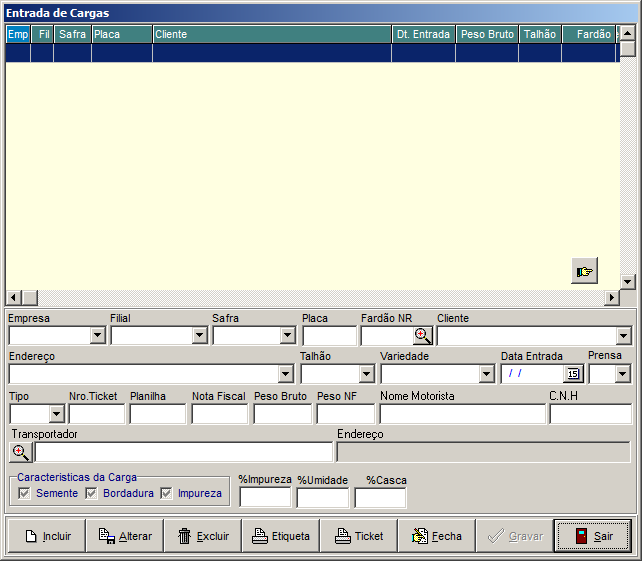 Entrada de Cargas
Emp Fil Safra Placa Cliente Dt. Entrada Peso Bruto Talhão Fardão
Empresa Filial Safra Placa Fardão NR Cliente
Endereço Talhão Variedade Data Entrada Prensa
/ / 15
Tipo Nro.Ticket Planilha Nota Fiscal Peso Bruto Peso NF Nome Motorista C.N.H
Transportador Endereço
Caracteristicas da Carga %Impureza %Umidade %Casca
Semente Bordadura Impureza
Incluir Alterar Excluir Etiqueta Ticket Fecha Gravar Sair